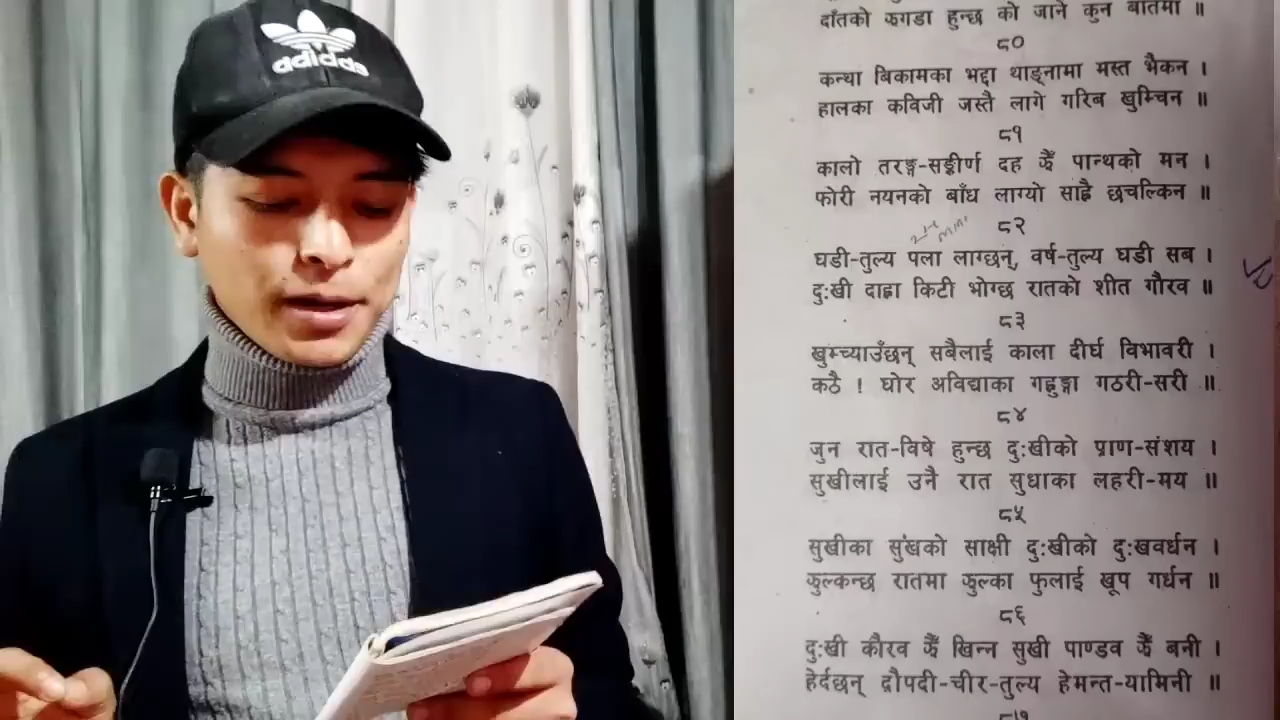 adidas
दाँतको झगडा हुन्छ को जाने कुन बातमा ॥
८०
कन्था बिकामका भद्दा थाङ्नामा मस्त भैकन ।
हालका कविजी जस्तै लागे गरिब खुम्चिन ॥
८१
कालो तरङ्ग-सङ्कीर्ण दह झैँ पान्थको मन ।
फोरी नयनको बाँध लाग्यो साह्रै छचल्किन ॥
८२
घडी-तुल्य पला लाग्छन्, वर्ष-तुल्य घडी सब ।
दुःखी दाह्रा किटी भोग्छ रातको शीत गौरव ॥
८३
खुम्च्याउँछन् सबैलाई काला दीर्घ विभावरी ।
कठै ! घोर अविद्याका गह्रुङ्गा गठरी-सरी ॥
८४
जुन रात-विषे हुन्छ दुःखीको प्राण-संशय ।
सुखीलाई उनै रात सुधाका लहरी-मय ॥
८५
सुखीका सुखको साक्षी दुःखीको दुःखवर्धन ।
झुल्कन्छ रातमा झुल्का फुलाई खूप गर्धन ॥
८६
दुःखी कौरव झैँ खिन्न सुखी पाण्डव झैँ बनी ।
हेर्दछन् द्रौपदी-चीर-तुल्य हेमन्त-यामिनी ॥
८७